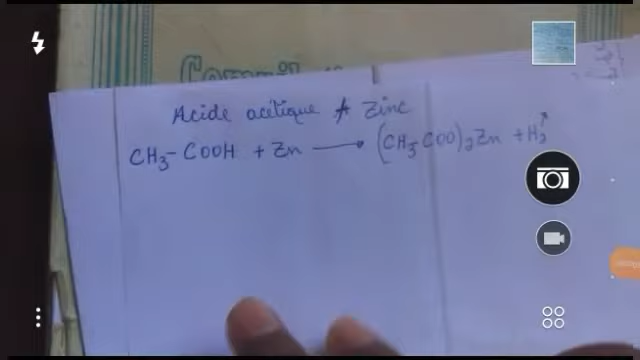 Acide acétique + Zinc
CH₃-COOH + Zn ⟶ (CH₃COO)₂Zn + H₂↑